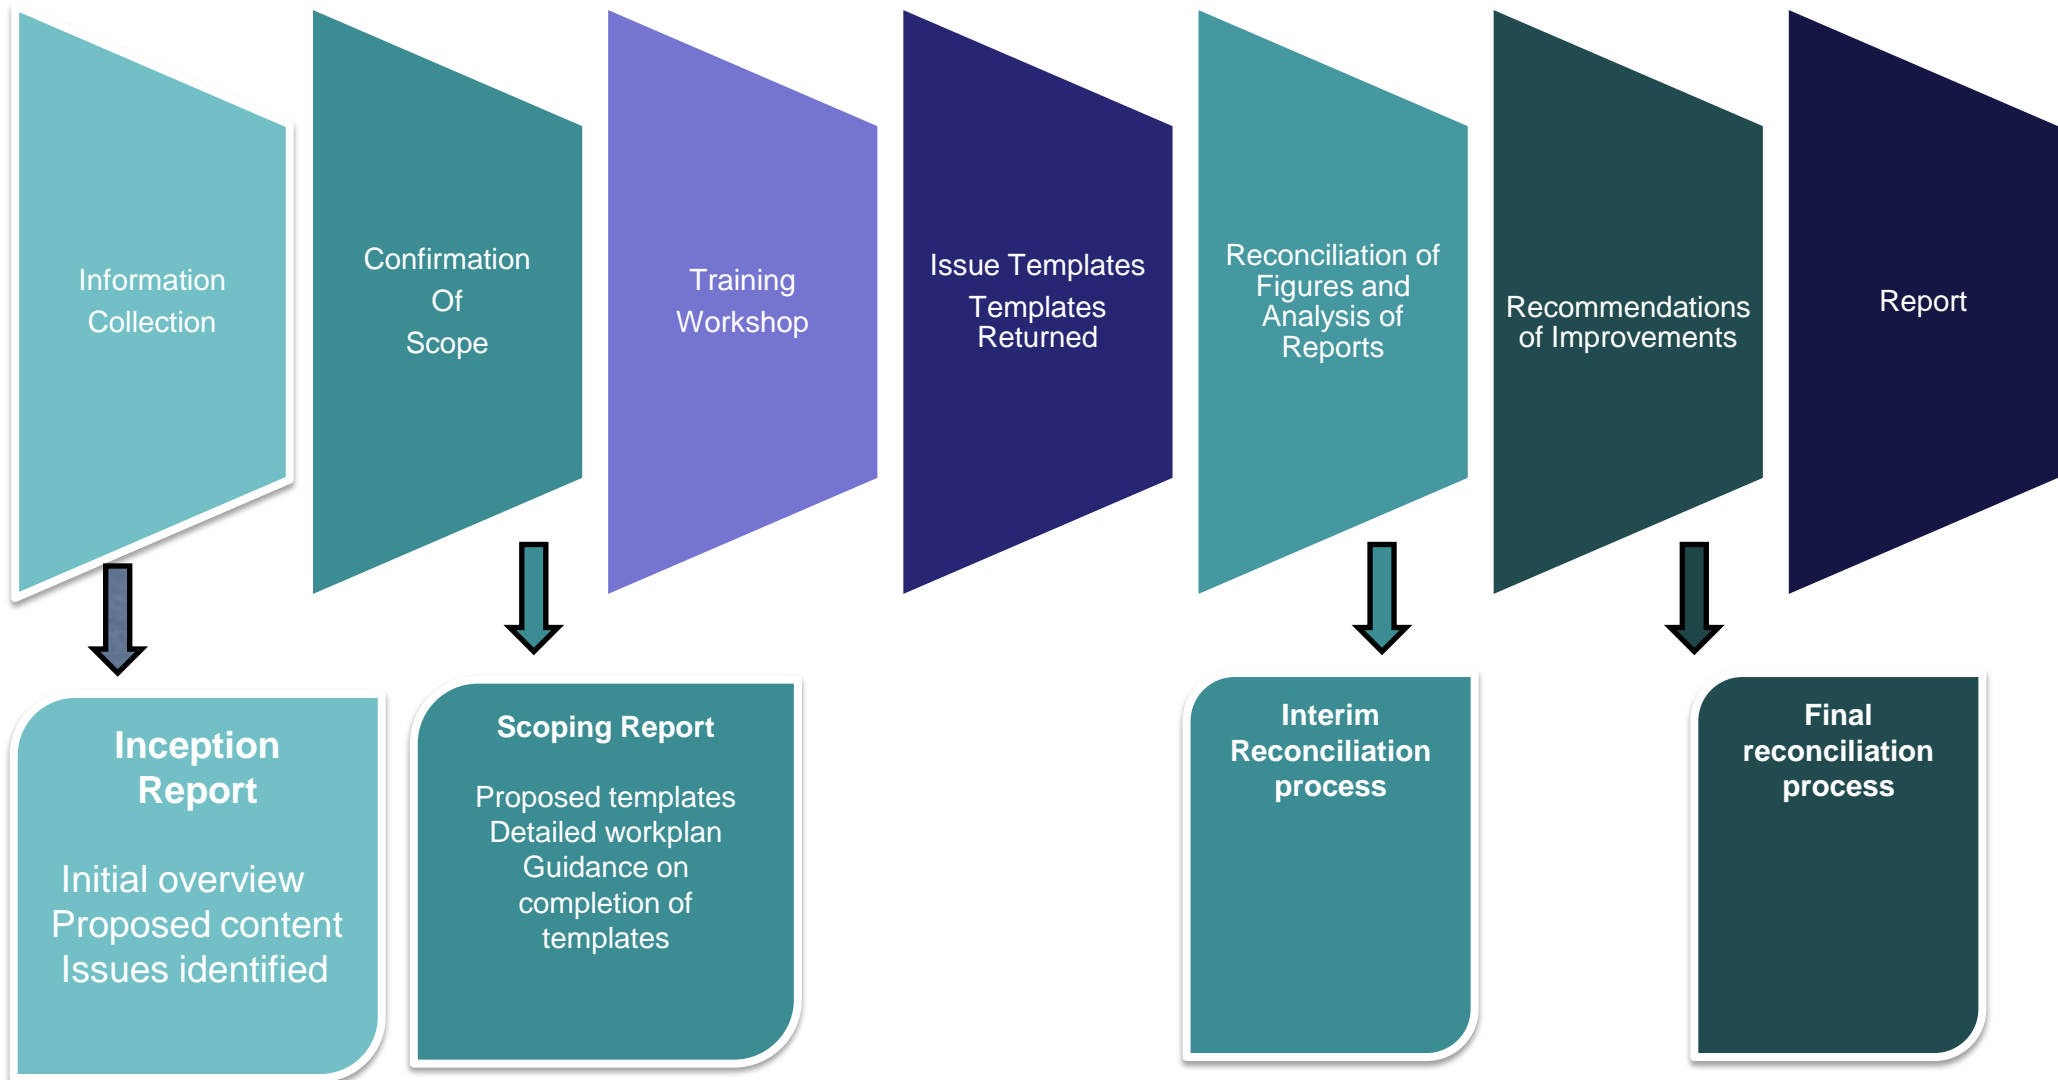 Information
Collection
Confirmation
Of
Scope
Training
Workshop
Issue Templates
Templates
Returned
Reconciliation of
Figures and
Analysis of
Reports
Recommendations
of Improvements
Report
Inception
Report
Initial overview
Proposed content
Issues identified
Scoping Report
Proposed templates
Detailed workplan
Guidance on
completion of
templates
Interim
Reconciliation
process
Final
reconciliation
process